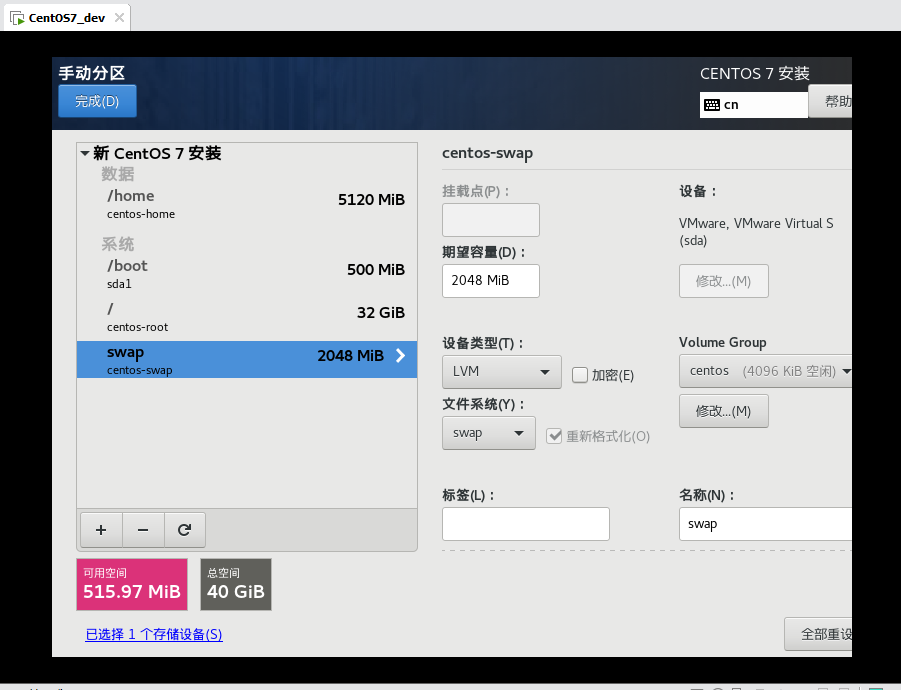 CentOS7_dev
手动分区
CENTOS 7 安装
完成(D)
cn
帮助
新 CentOS 7 安装
数据
/home
5120 MiB
centos-home
系统
/boot
500 MiB
sda1
/
32 GiB
centos-root
swap
2048 MiB
centos-swap
可用空间
515.97 MiB
总空间
40 GiB
已选择 1 个存储设备(S)
centos-swap
挂载点(P)：
设备：
VMware, VMware Virtual S
(sda)
期望容量(D)：
2048 MiB
修改...(M)
设备类型(T)：
Volume Group
LVM
加密(E)
centos (4096 KiB 空闲)
文件系统(Y)：
修改...(M)
swap
重新格式化(O)
标签(L)：
名称(N)：
swap
全部重设